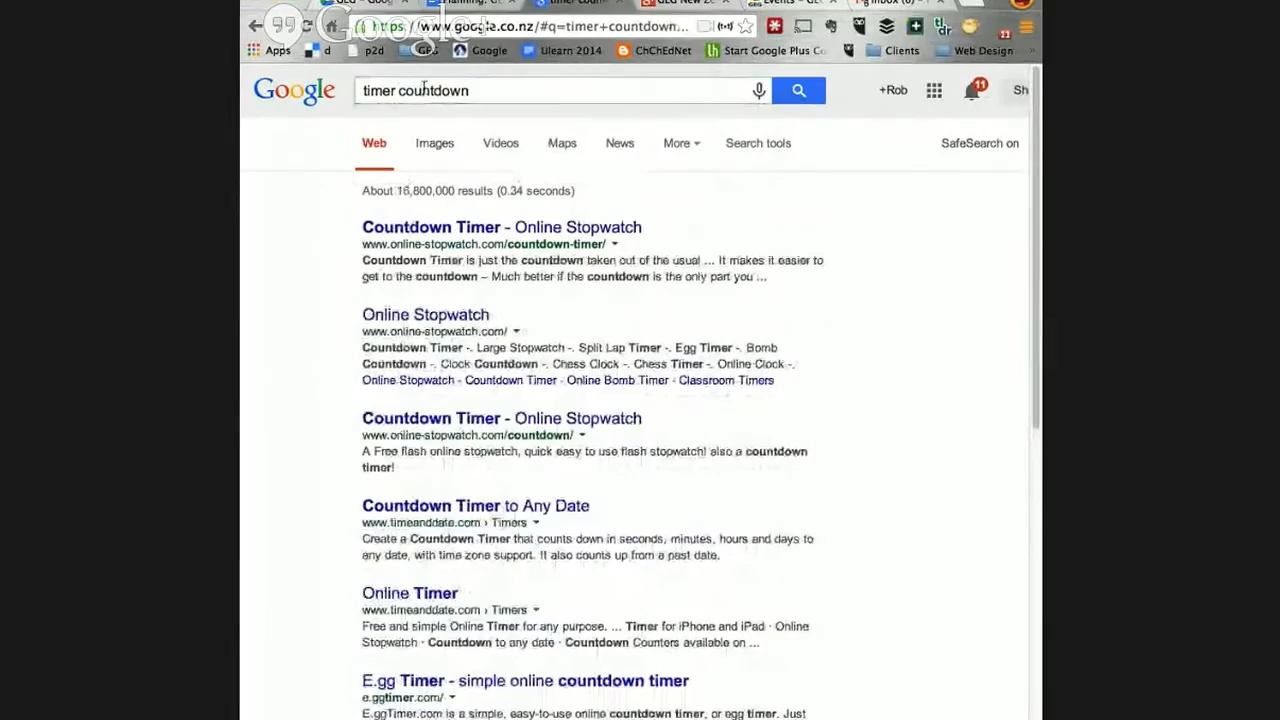 https://www.google.co.nz/#q=timer+countdown...
Apps
d
p2d
GEG
Google
Ulearn 2014
ChChEdNet
Start Google Plus Co
Clients
Web Design
Google
timer countdown
+Rob
11
Sh
Web
Images
Videos
Maps
News
More
Search tools
SafeSearch on
About 16,800,000 results (0.34 seconds)
Countdown Timer - Online Stopwatch
www.online-stopwatch.com/countdown-timer/
Countdown Timer is just the countdown taken out of the usual ... It makes it easier to
get to the countdown – Much better if the countdown is the only part you ...
Online Stopwatch
www.online-stopwatch.com/
Countdown Timer -. Large Stopwatch -. Split Lap Timer -. Egg Timer -. Bomb
Countdown -. Clock Countdown -. Chess Clock -. Chess Timer -. Online Clock -.
Online Stopwatch - Countdown Timer - Online Bomb Timer - Classroom Timers
Countdown Timer - Online Stopwatch
www.online-stopwatch.com/countdown/
A Free flash online stopwatch, quick easy to use flash stopwatch! also a countdown
timer!
Countdown Timer to Any Date
www.timeanddate.com › Timers
Create a Countdown Timer that counts down in seconds, minutes, hours and days to
any date, with time zone support. It also counts up from a past date.
Online Timer
www.timeanddate.com › Timers
Free and simple Online Timer for any purpose. ... Timer for iPhone and iPad · Online
Stopwatch · Countdown to any date · Countdown Counters available on ...
E.gg Timer - simple online countdown timer
e.ggtimer.com/
E.ggTimer.com is a simple, easy-to-use online countdown timer, or egg timer. Just